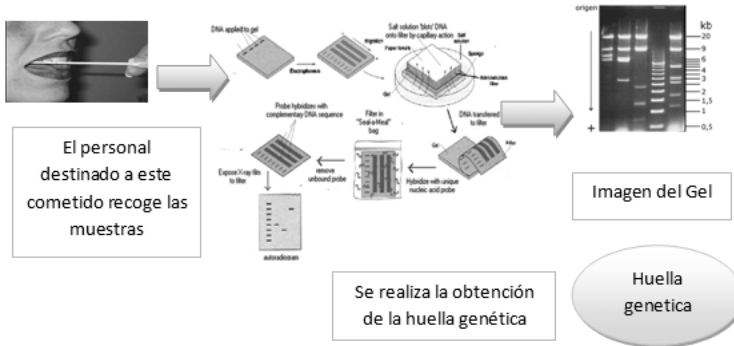 DNA applied to gel
Electrophoresis
migration
Salt solution 'blots' DNA
onto filter by capillary action
Paper towels
Salt
solution
Sponge
Gel
Nitrocellulose filter
DNA transferred
to filter
Gel
Filter
Hybridize with unique
nucleic acid probe
Filter in
"Seal-a-Meal"
bag
remove
unbound probe
Probe hybridizes with
complementary DNA sequence
Expose X-ray film
to filter
autoradiogram
origen
+
kb
20
9
6
4
3
2
1,5
1
0,5
El personal
destinado a este
cometido recoge las
muestras
Imagen del Gel
Se realiza la obtención
de la huella genética
Huella
genetica